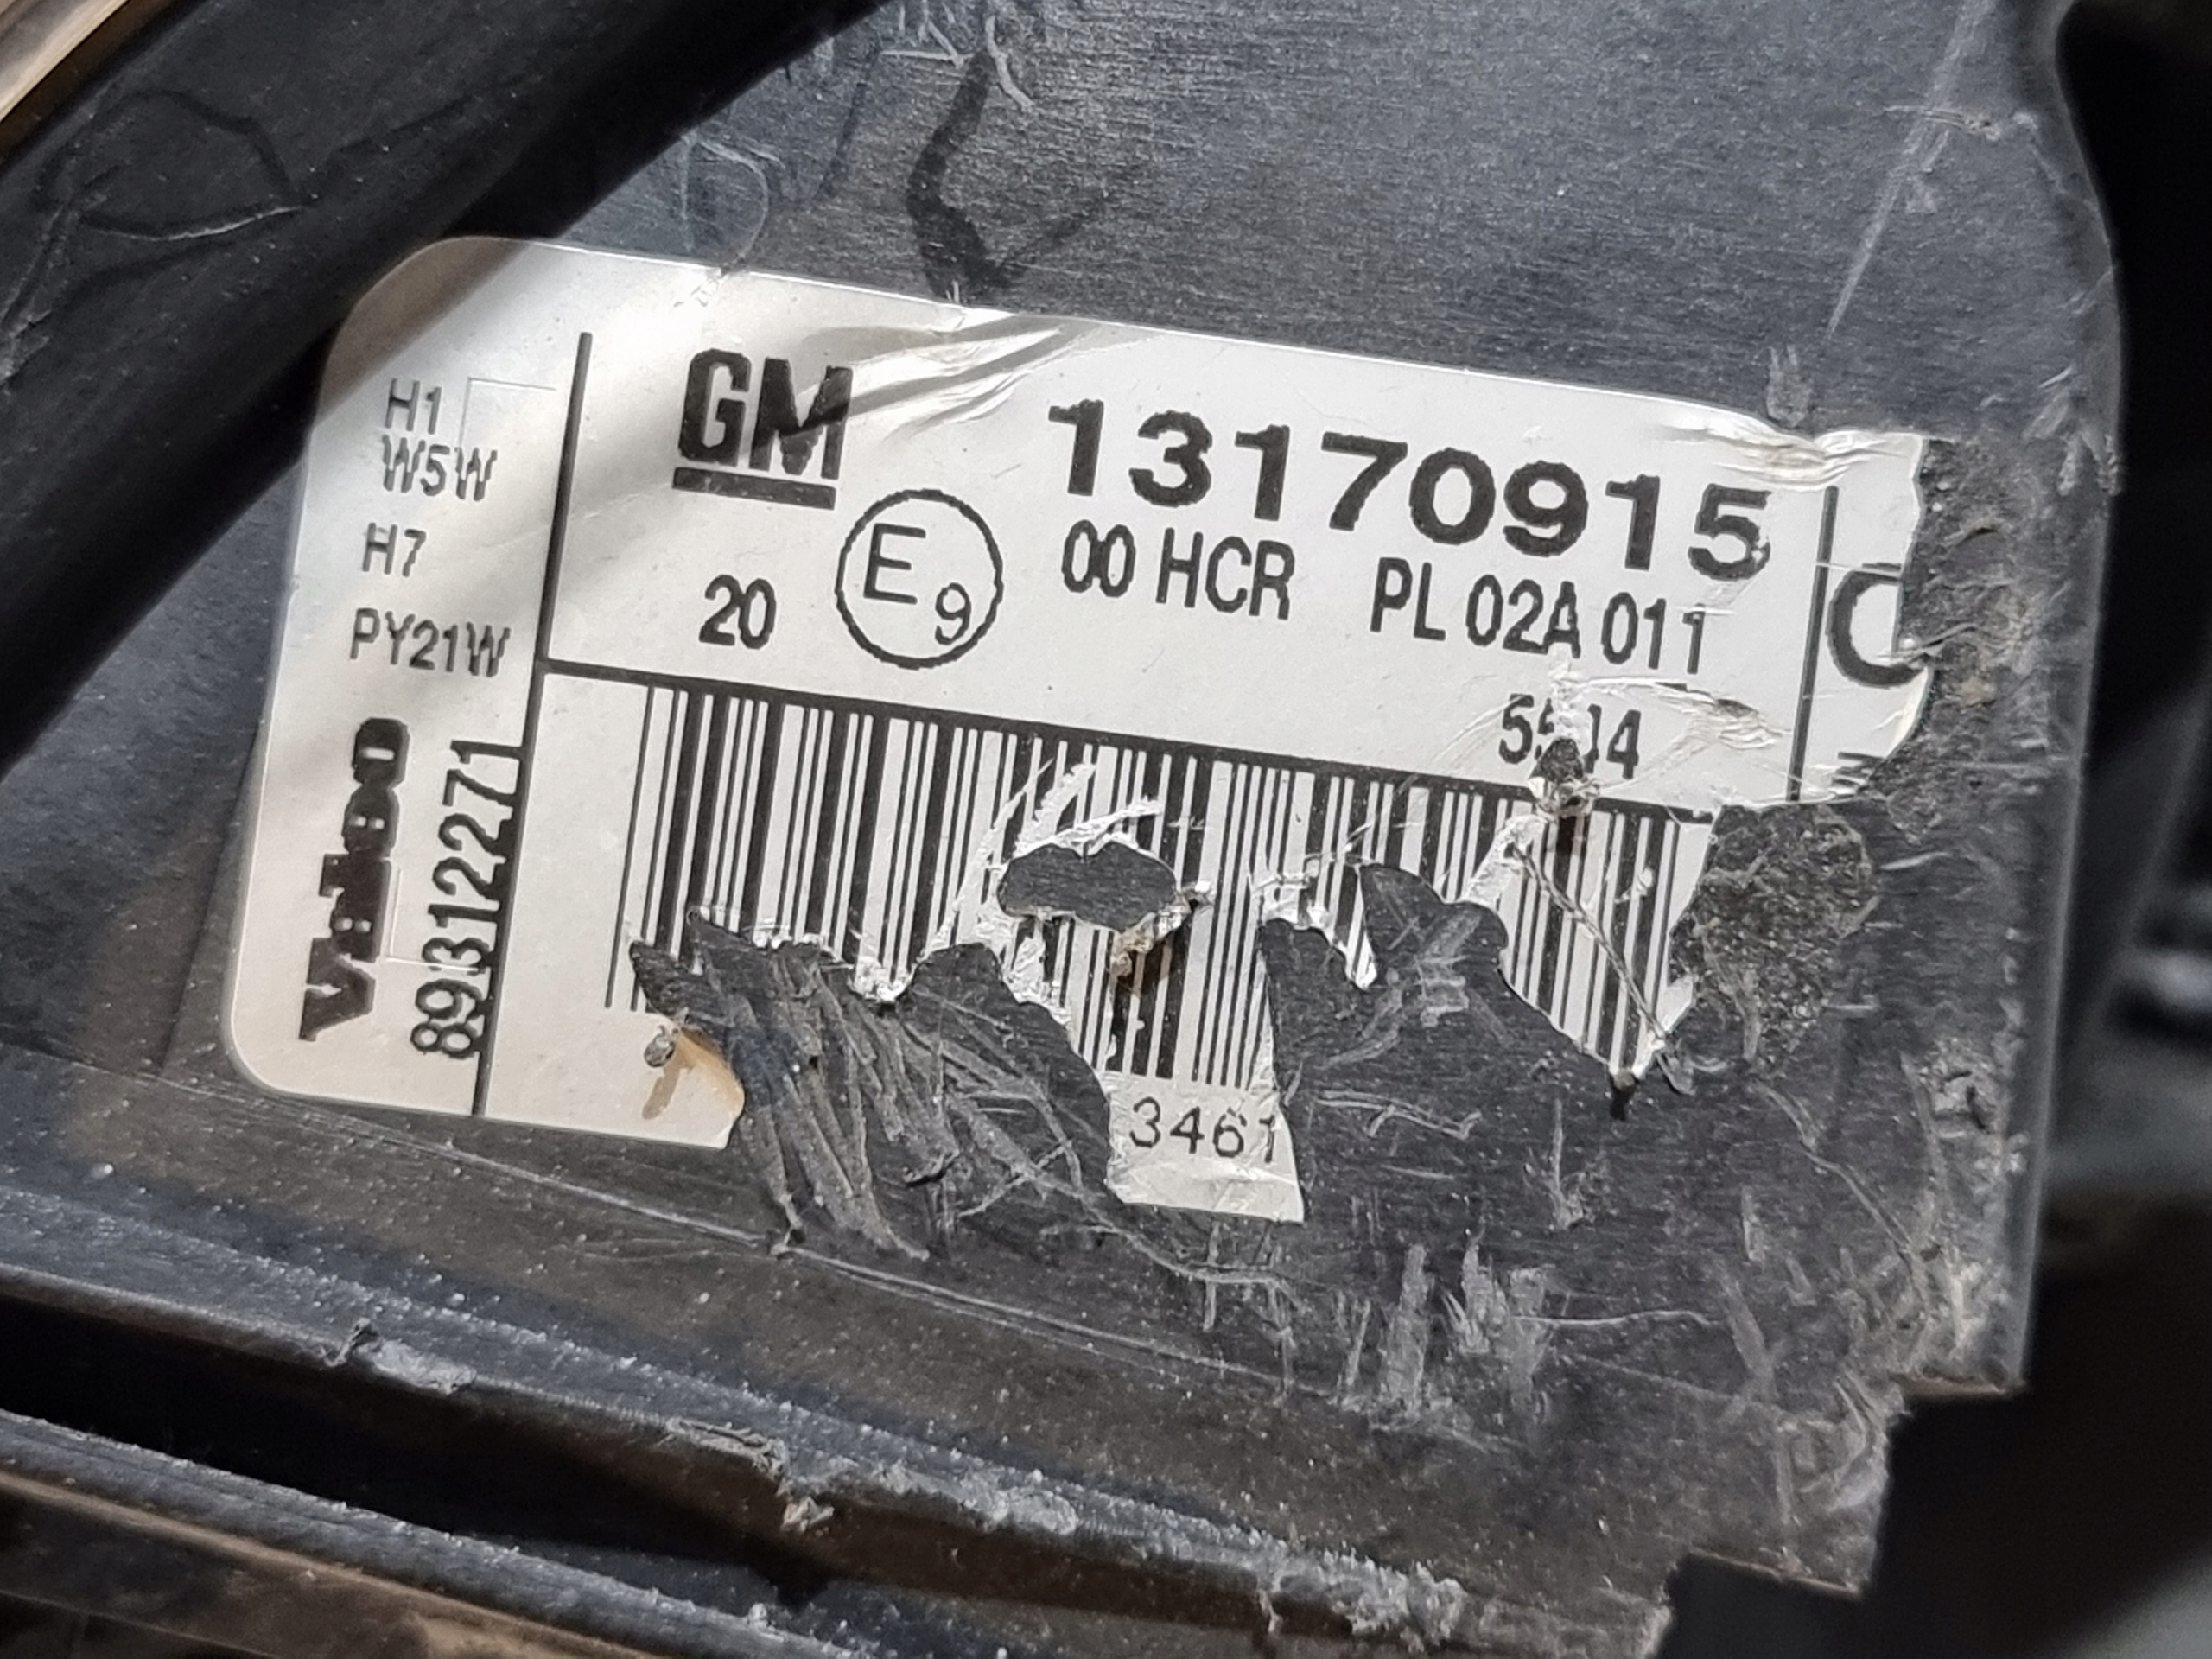 H1
W5W
H7
PY21W
Valeo
89312271
GM
13170915
20 E9 00 HCR PL 02A 011
3461